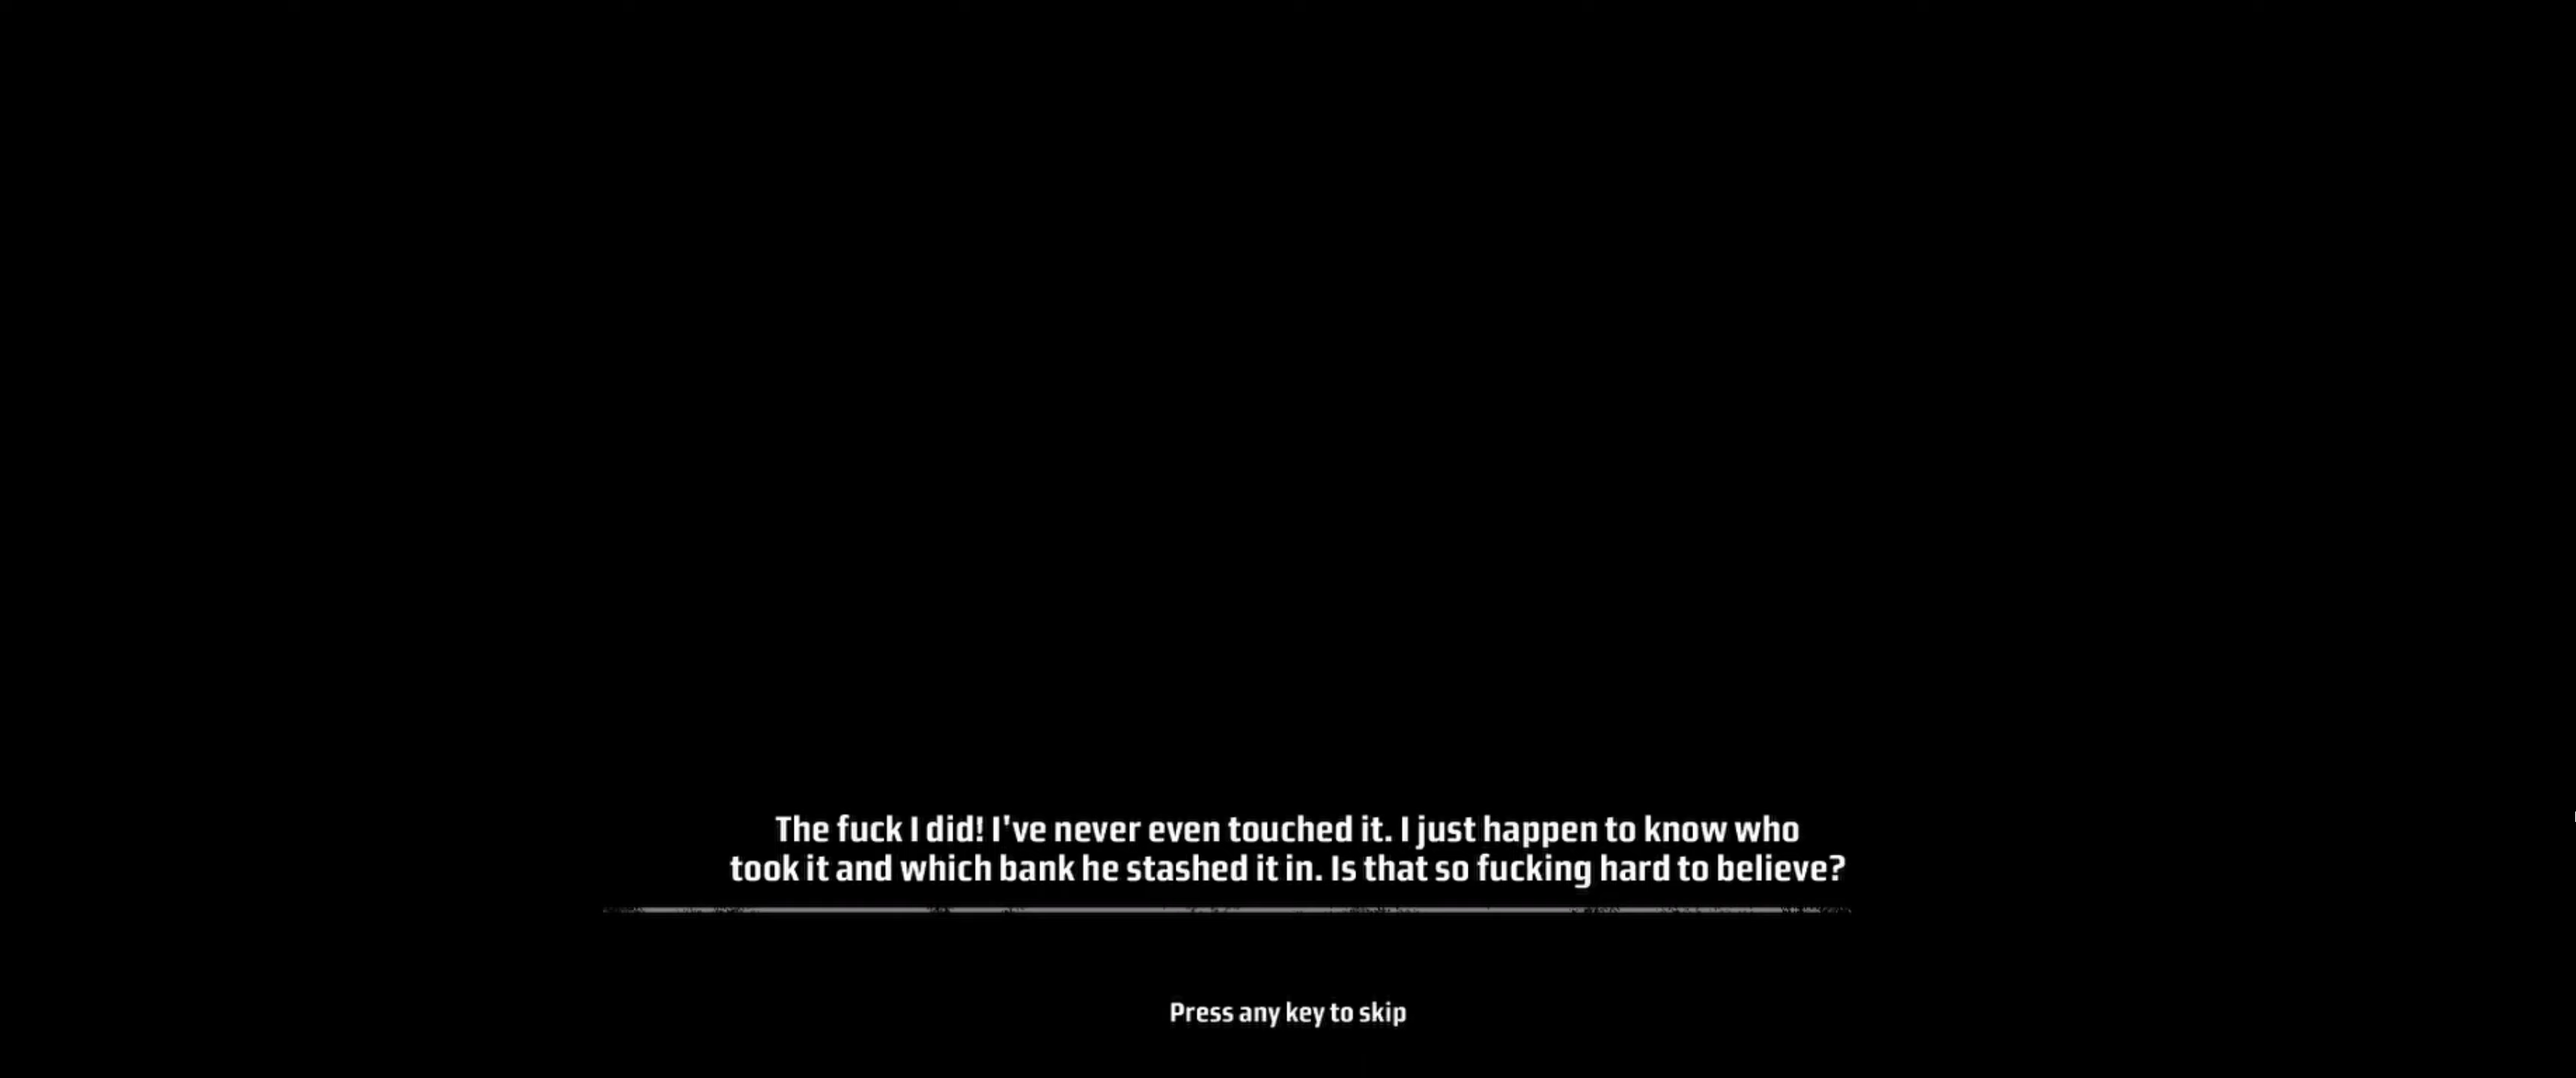 The fuck I did! I've never even touched it. I just happen to know who
took it and which bank he stashed it in. Is that so fucking hard to believe?
Press any key to skip